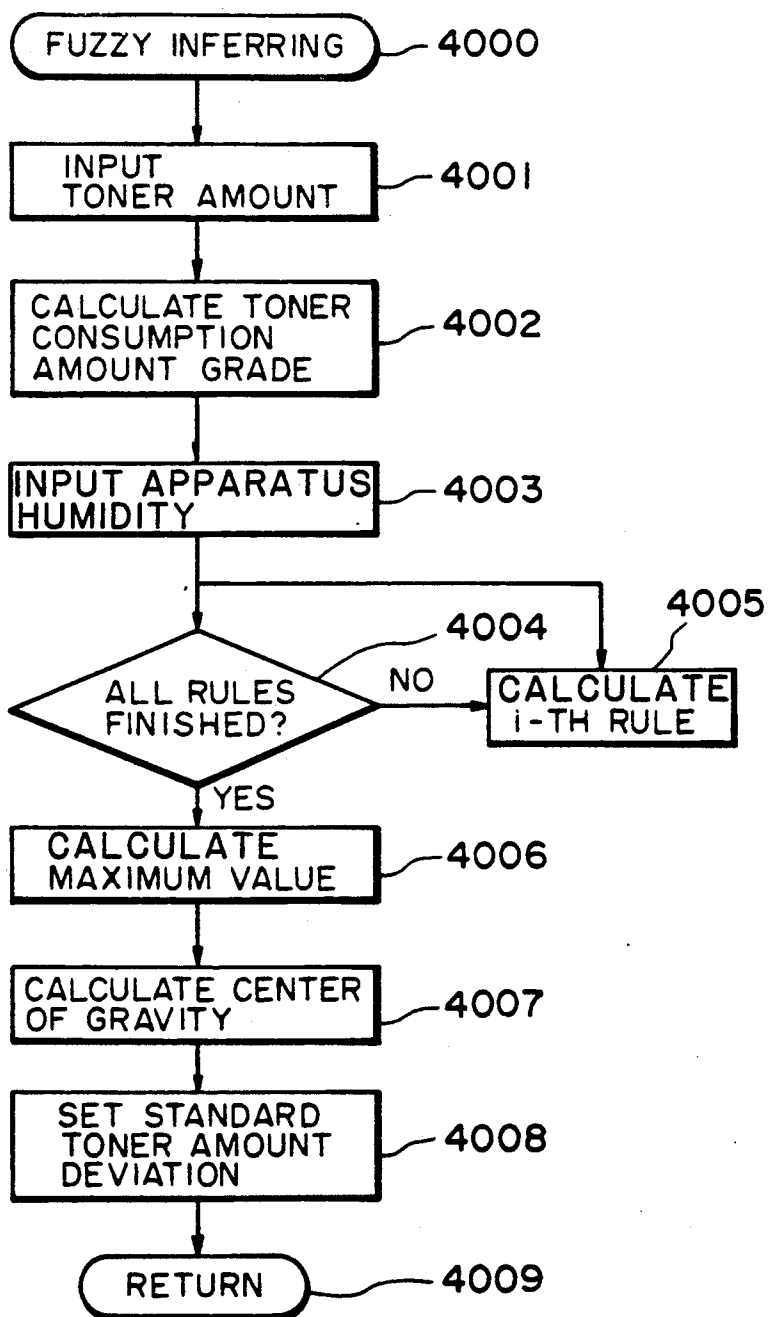 FUZZY INFERRING
4000
INPUT
TONER AMOUNT
4001
CALCULATE TONER
CONSUMPTION
AMOUNT GRADE
4002
INPUT APPARATUS
HUMIDITY
4003
4004
ALL RULES
FINISHED?
NO
4005
CALCULATE
i-TH RULE
YES
CALCULATE
MAXIMUM VALUE
4006
CALCULATE CENTER
OF GRAVITY
4007
SET STANDARD
TONER AMOUNT
DEVIATION
4008
RETURN
4009